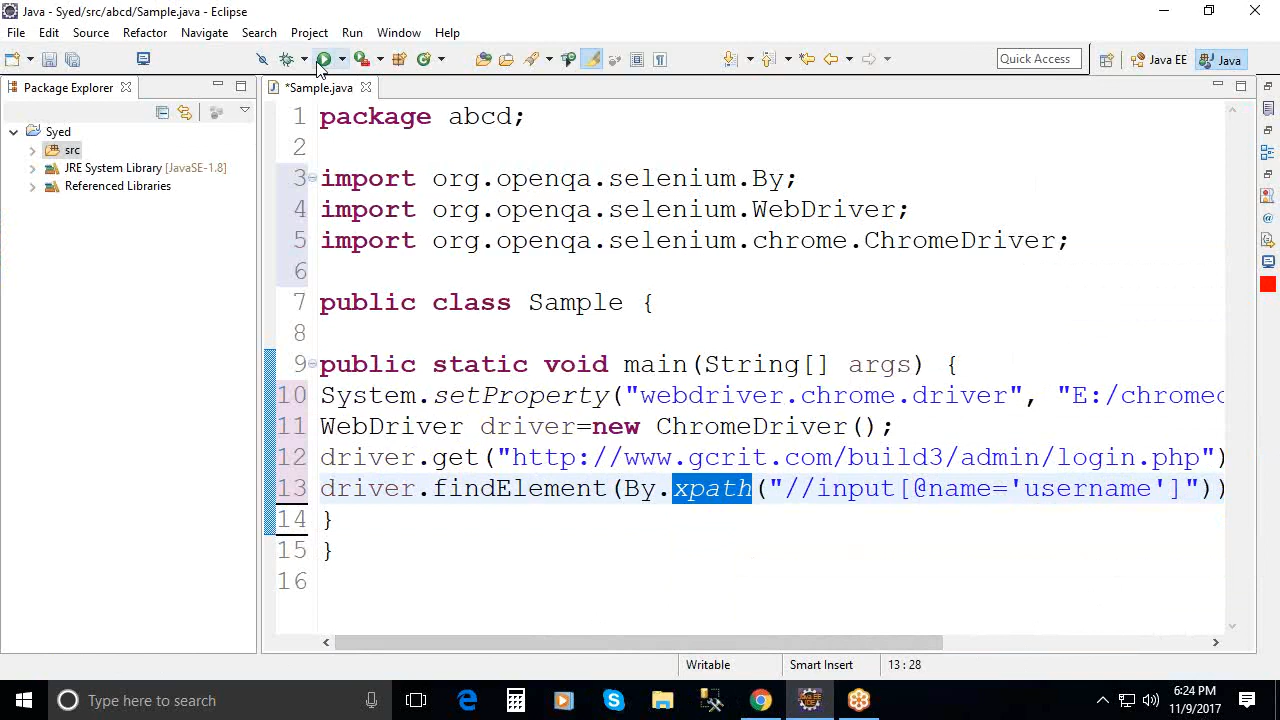 Java - Syed/src/abcd/Sample.java - Eclipse
File Edit Source Refactor Navigate Search Project Run Window Help
Quick Access Java EE Java
Package Explorer
*Sample.java
Syed
src
JRE System Library [JavaSE-1.8]
Referenced Libraries
1 package abcd;
2
3 import org.openqa.selenium.By;
4 import org.openqa.selenium.WebDriver;
5 import org.openqa.selenium.chrome.ChromeDriver;
6
7 public class Sample {
8
9 public static void main(String[] args) {
10 System.setProperty("webdriver.chrome.driver", "E:/chromed
11 WebDriver driver=new ChromeDriver();
12 driver.get("http://www.gcrit.com/build3/admin/login.php")
13 driver.findElement(By.xpath("//input[@name='username']"))
14 }
15 }
16
Writable Smart Insert 13 : 28
Type here to search
6:24 PM
11/9/2017